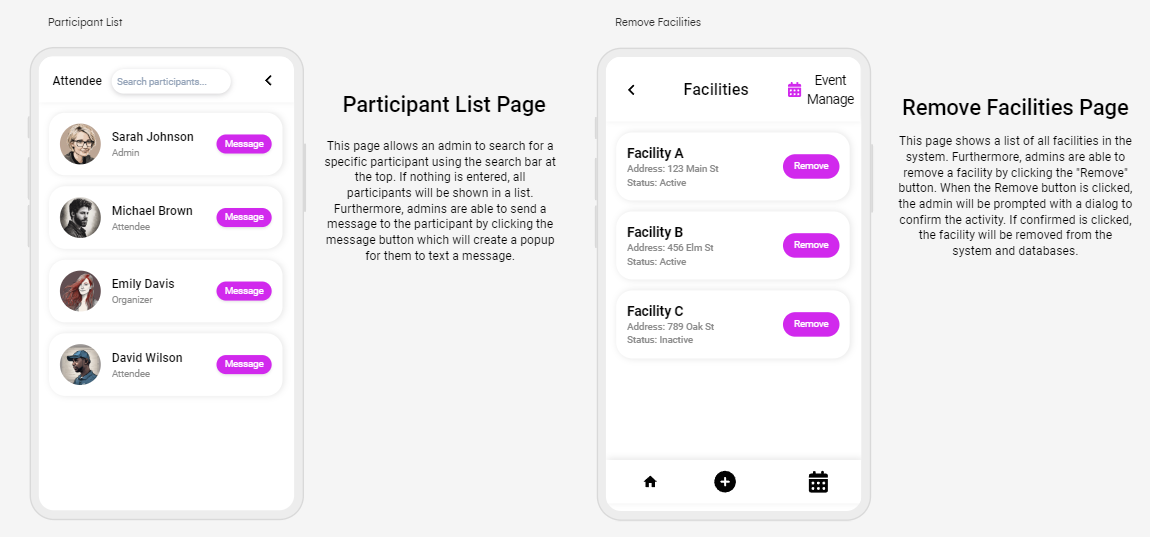 Participant List
Attendee
Search participants...
Sarah Johnson
Admin
Message
Michael Brown
Attendee
Message
Emily Davis
Organizer
Message
David Wilson
Attendee
Message
Participant List Page
This page allows an admin to search for a
specific participant using the search bar at
the top. If nothing is entered, all
participants will be shown in a list.
Furthermore, admins are able to send a
message to the participant by clicking the
message button which will create a popup
for them to text a message.
Remove Facilities
Facilities
Event
Manage
Facility A
Address: 123 Main St
Status: Active
Remove
Facility B
Address: 456 Elm St
Status: Active
Remove
Facility C
Address: 789 Oak St
Status: Inactive
Remove
Remove Facilities Page
This page shows a list of all facilities in the
system. Furthermore, admins are able to
remove a facility by clicking the "Remove"
button. When the Remove button is clicked,
the admin will be prompted with a dialog to
confirm the activity. If confirmed is clicked,
the facility will be removed from the
system and databases.